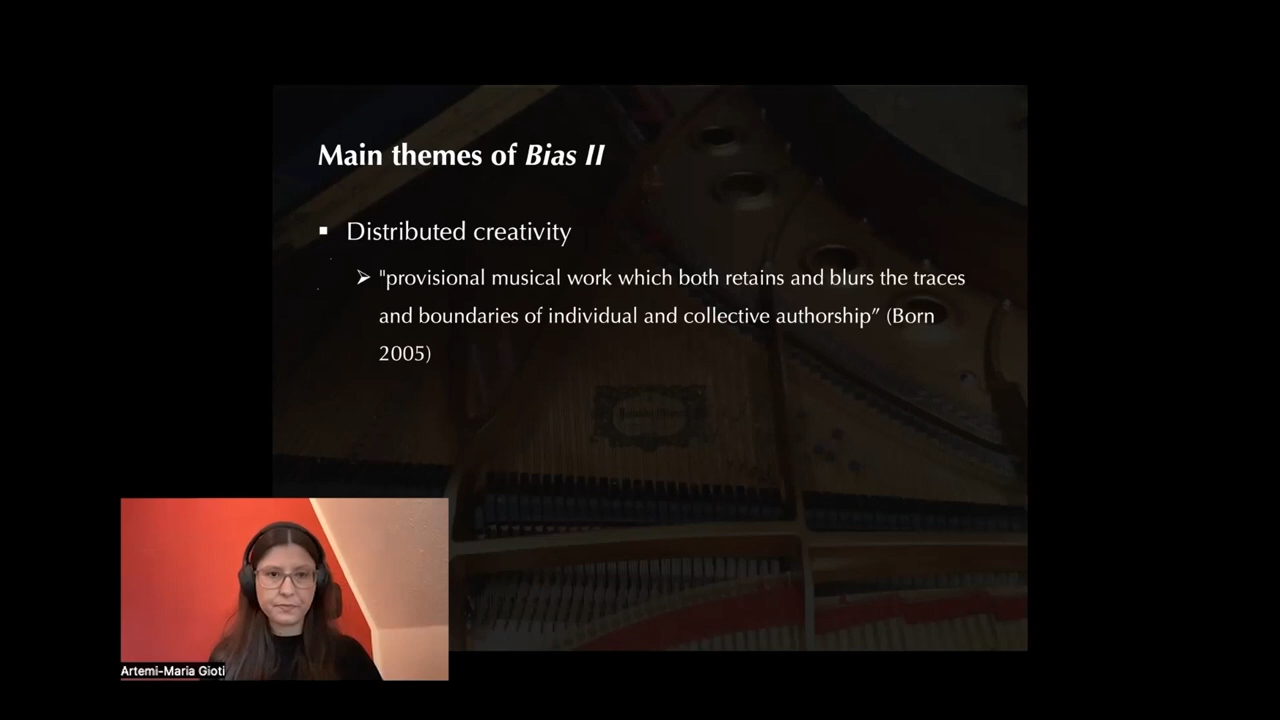 Main themes of Bias II
▪ Distributed creativity
➢ "provisional musical work which both retains and blurs the traces
and boundaries of individual and collective authorship” (Born
2005)
Artemi-Maria Gioti